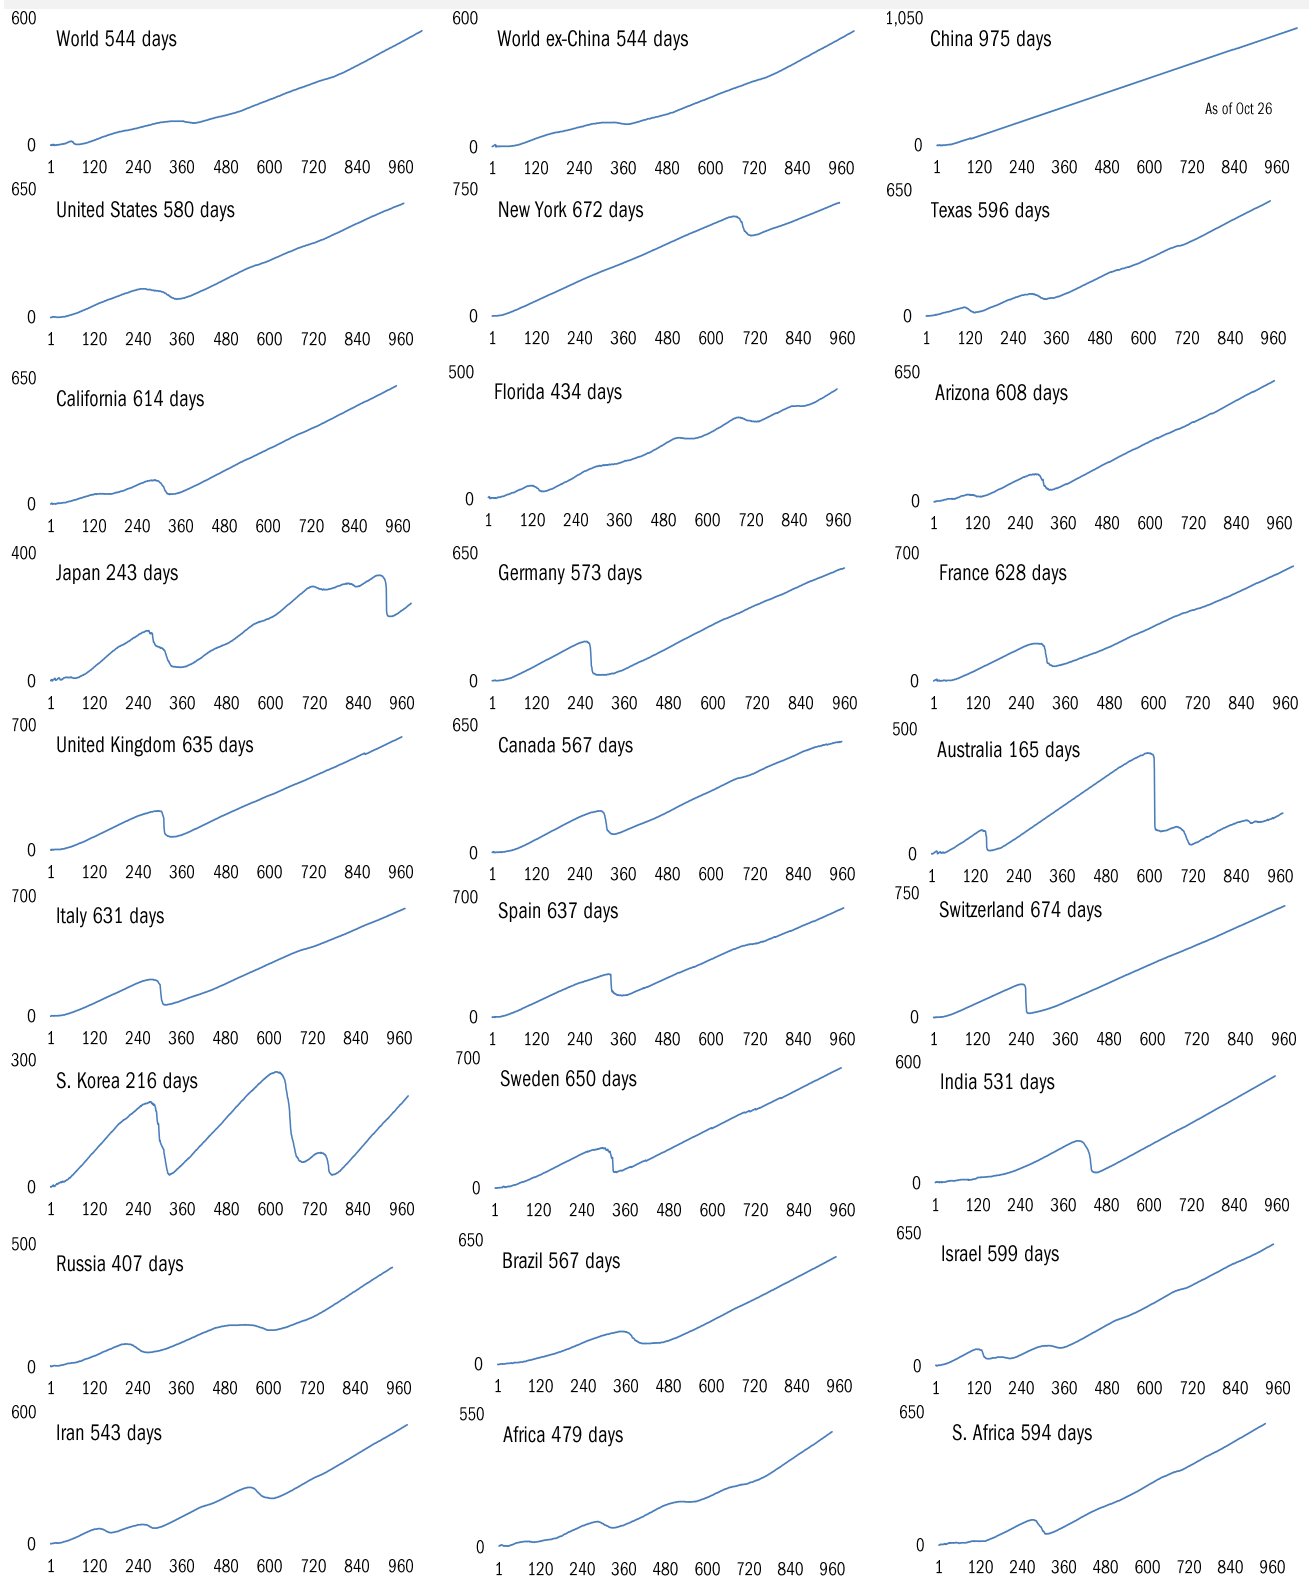 600
World 544 days
0
1 120 240 360 480 600 720 840 960
600
World ex-China 544 days
0
1 120 240 360 480 600 720 840 960
1,050
China 975 days
As of Oct 26
0
1 120 240 360 480 600 720 840 960
650
United States 580 days
0
1 120 240 360 480 600 720 840 960
750
New York 672 days
0
1 120 240 360 480 600 720 840 960
650
Texas 596 days
0
1 120 240 360 480 600 720 840 960
650
California 614 days
0
1 120 240 360 480 600 720 840 960
500
Florida 434 days
0
1 120 240 360 480 600 720 840 960
650
Arizona 608 days
0
1 120 240 360 480 600 720 840 960
400
Japan 243 days
0
1 120 240 360 480 600 720 840 960
650
Germany 573 days
0
1 120 240 360 480 600 720 840 960
700
France 628 days
0
1 120 240 360 480 600 720 840 960
700
United Kingdom 635 days
0
1 120 240 360 480 600 720 840 960
650
Canada 567 days
0
1 120 240 360 480 600 720 840 960
500
Australia 165 days
0
1 120 240 360 480 600 720 840 960
700
Italy 631 days
0
1 120 240 360 480 600 720 840 960
700
Spain 637 days
0
1 120 240 360 480 600 720 840 960
750
Switzerland 674 days
0
1 120 240 360 480 600 720 840 960
300
S. Korea 216 days
0
1 120 240 360 480 600 720 840 960
700
Sweden 650 days
0
1 120 240 360 480 600 720 840 960
600
India 531 days
0
1 120 240 360 480 600 720 840 960
500
Russia 407 days
0
1 120 240 360 480 600 720 840 960
650
Brazil 567 days
0
1 120 240 360 480 600 720 840 960
650
Israel 599 days
0
1 120 240 360 480 600 720 840 960
600
Iran 543 days
0
1 120 240 360 480 600 720 840 960
550
Africa 479 days
0
1 120 240 360 480 600 720 840 960
650
S. Africa 594 days
0
1 120 240 360 480 600 720 840 960